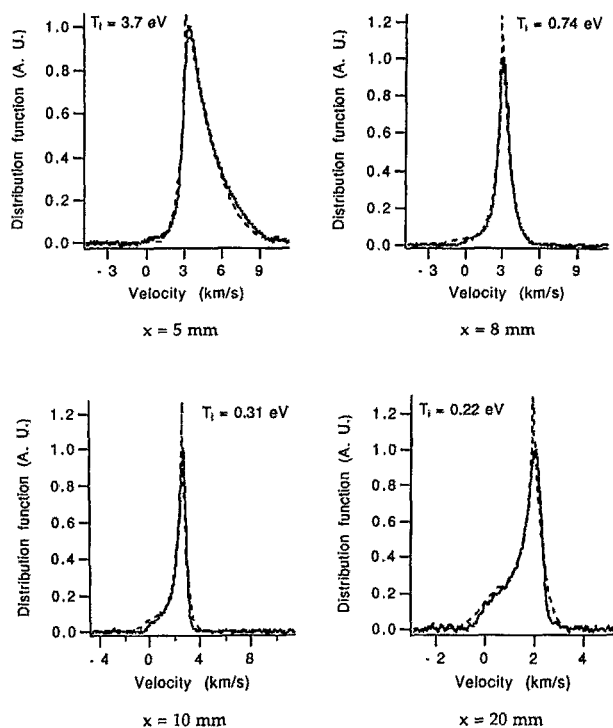 Distribution function (A. U.)
T_i = 3.7 eV
1.0
0.8
0.6
0.4
0.2
0.0
-3 0 3 6 9
Velocity (km/s)
x = 5 mm
Distribution function (A. U.)
T_i = 0.74 eV
1.2
1.0
0.8
0.6
0.4
0.2
0.0
-3 0 3 6 9
Velocity (km/s)
x = 8 mm
Distribution function (A. U.)
T_i = 0.31 eV
1.2
1.0
0.8
0.6
0.4
0.2
0.0
-4 0 4 8
Velocity (km/s)
x = 10 mm
Distribution function (A. U.)
T_i = 0.22 eV
1.2
1.0
0.8
0.6
0.4
0.2
0.0
-2 0 2 4
Velocity (km/s)
x = 20 mm